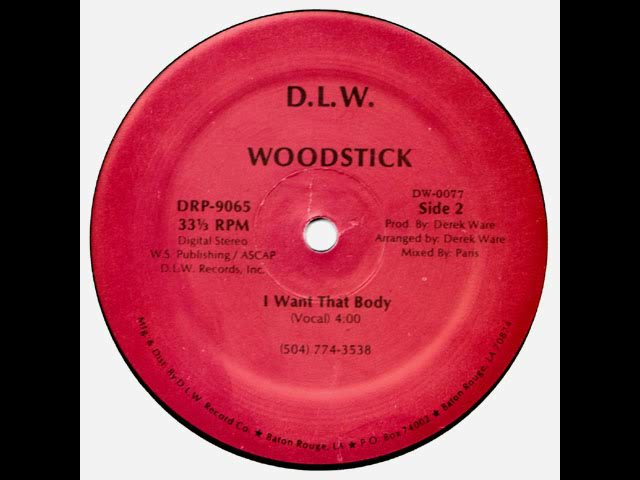 D.L.W.
WOODSTICK
DRP-9065
33⅓ RPM
Digital Stereo
W.S. Publishing / ASCAP
D.L.W. Records, Inc.
DW-0077
Side 2
Prod. By: Derek Ware
Arranged by: Derek Ware
Mixed By: Paris
I Want That Body
(Vocal) 4:00
(504) 774-3538
Mfg. & Dist. By D.L.W. Record Co. ★ Baton Rouge, LA ★ P.O. Box 74002 ★ Baton Rouge, LA 70874